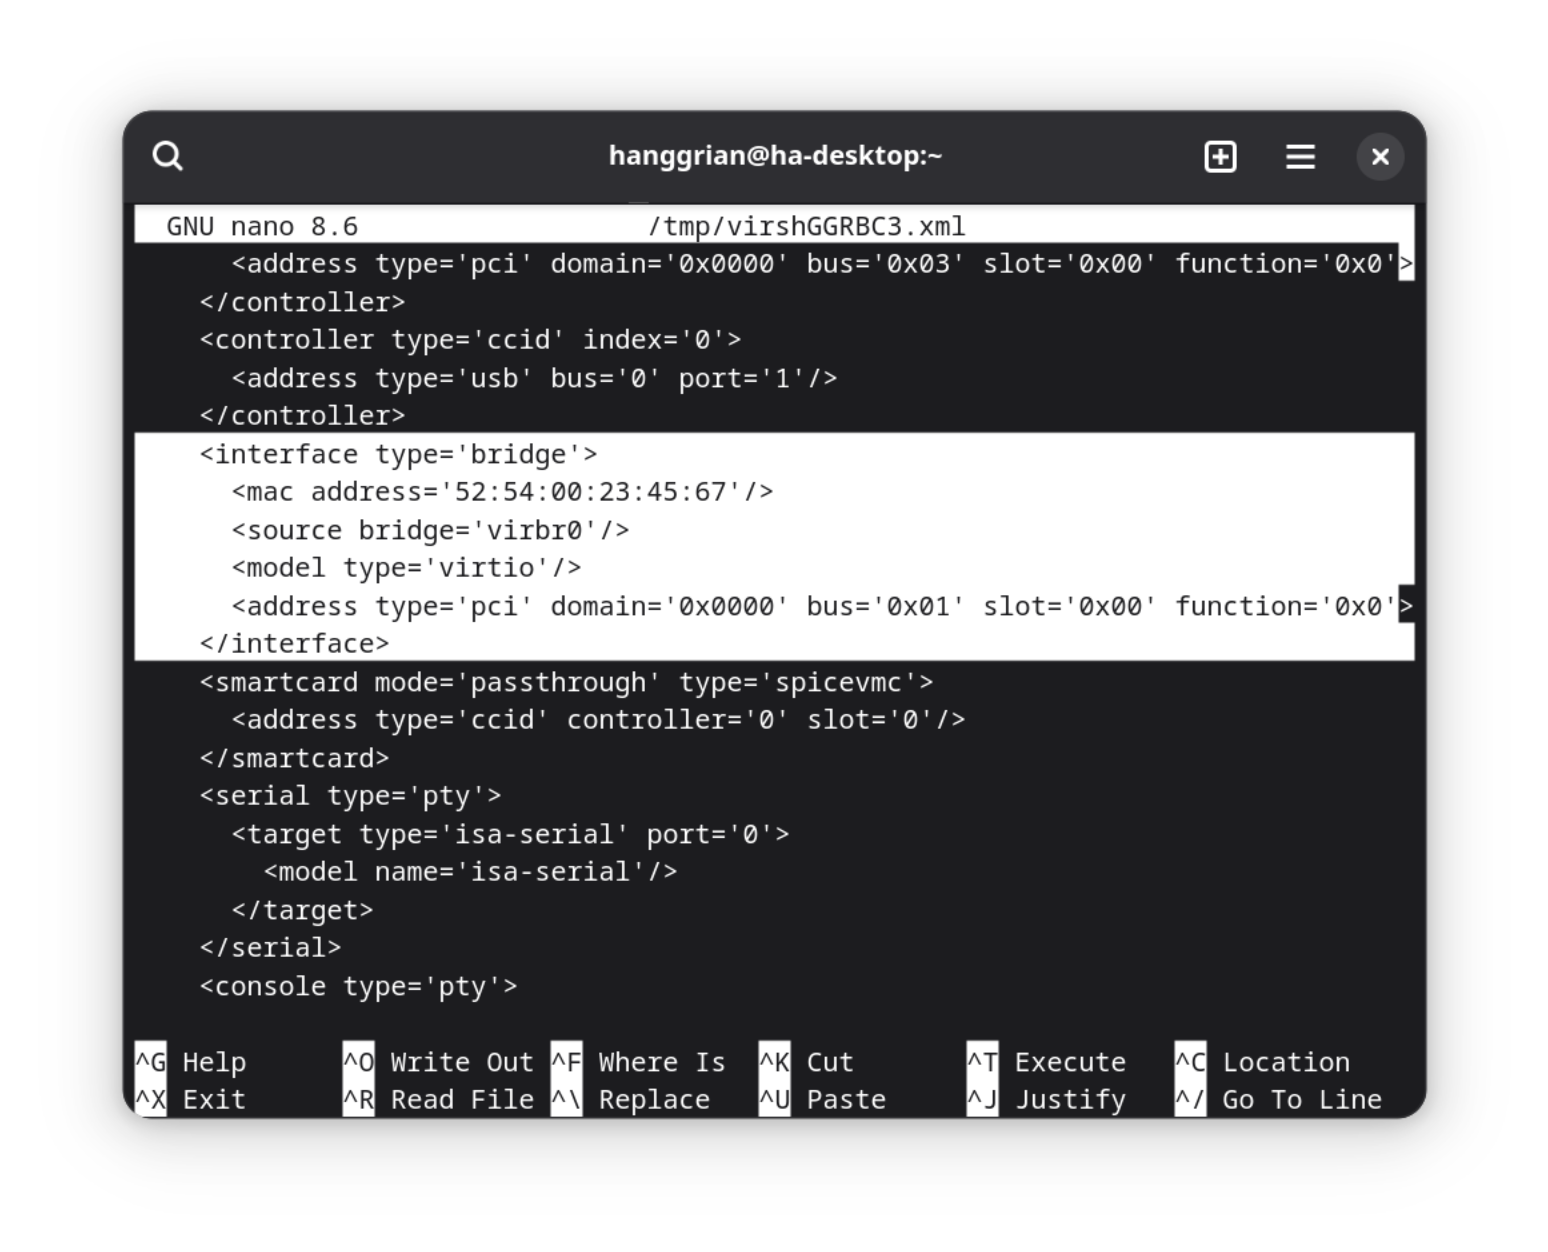 hanggrian@ha-desktop:~
GNU nano 8.6 /tmp/virshGGRBC3.xml
<address type='pci' domain='0x0000' bus='0x03' slot='0x00' function='0x0'>
</controller>
<controller type='ccid' index='0'>
<address type='usb' bus='0' port='1'/>
</controller>
<interface type='bridge'>
<mac address='52:54:00:23:45:67'/>
<source bridge='virbr0'/>
<model type='virtio'/>
<address type='pci' domain='0x0000' bus='0x01' slot='0x00' function='0x0'>
</interface>
<smartcard mode='passthrough' type='spicevmc'>
<address type='ccid' controller='0' slot='0'/>
</smartcard>
<serial type='pty'>
<target type='isa-serial' port='0'>
<model name='isa-serial'/>
</target>
</serial>
<console type='pty'>
^G Help ^O Write Out ^F Where Is ^K Cut ^T Execute ^C Location
^X Exit ^R Read File ^\ Replace ^U Paste ^J Justify ^/ Go To Line